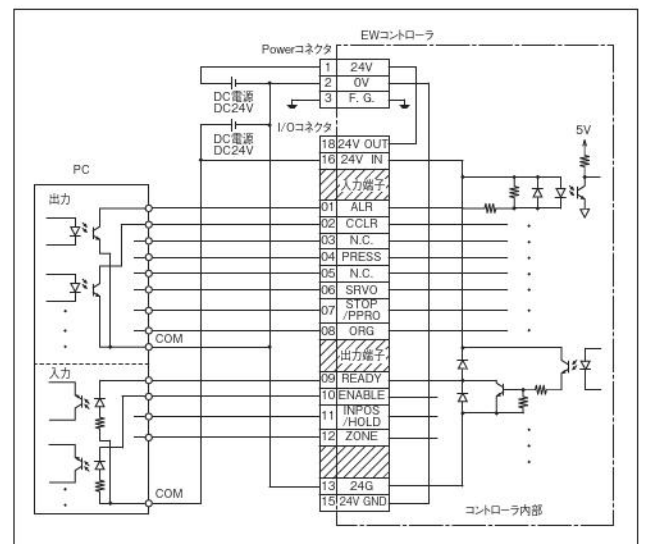 EWコントローラ
Powerコネクタ
1 24V
2 0V
3 F. G.
DC電源
DC24V
DC電源
DC24V
I/Oコネクタ
18 24V OUT
16 24V IN
5V
PC
入力端子
出力
01 ALR
02 CCLR
03 N.C.
04 PRESS
05 N.C.
06 SRVO
07 STOP
/PPRO
08 ORG
COM
出力端子
入力
09 READY
10 ENABLE
11 INPOS
/HOLD
12 ZONE
13 24G
COM
15 24V GND
コントローラ内部